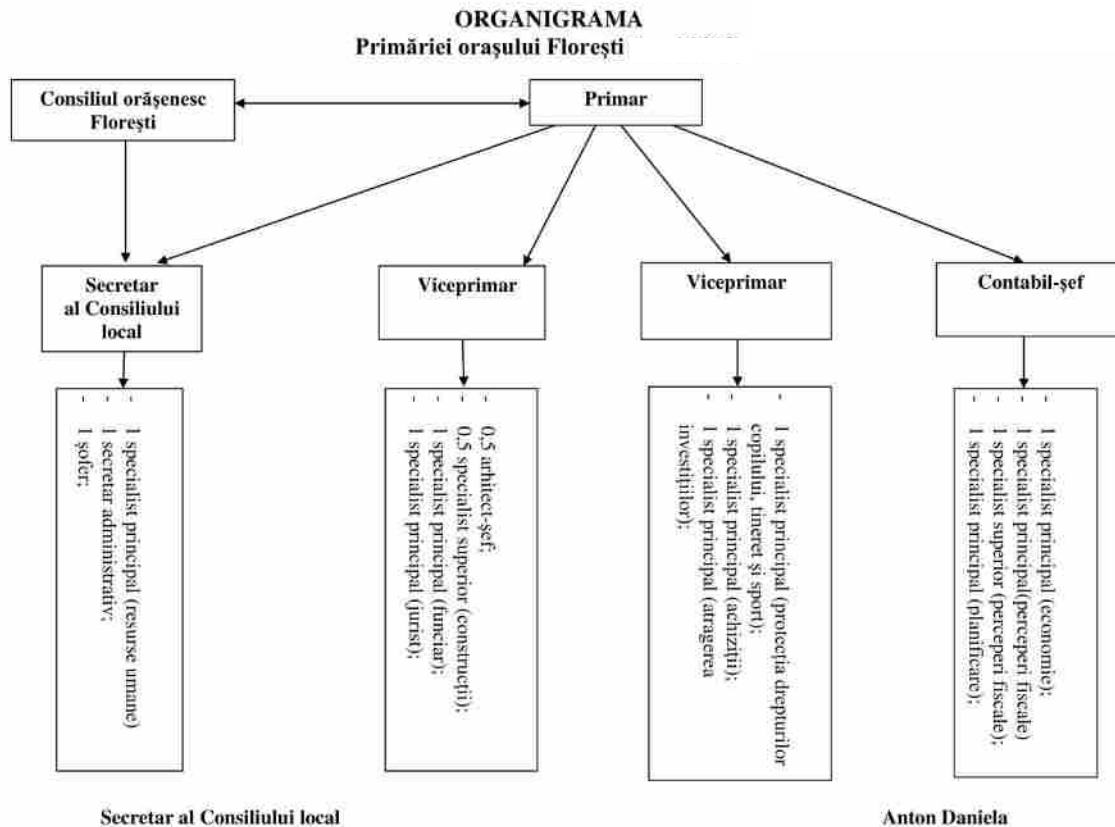 ORGANIGRAMA
Primăriei orașului Florești
Consiliul orășenesc
Florești
Primar
Secretar
al Consiliului
local
Viceprimar
Viceprimar
Contabil-șef
- 1 specialist principal (resurse umane)
- 1 secretar administrativ;
- 1 șofer;
- 0,5 arhitect-șef;
- 0,5 specialist superior (construcții);
- 1 specialist principal (funciar);
- 1 specialist principal (jurist);
- 1 specialist principal (protecția drepturilor
copilului, tineret și sport);
- 1 specialist principal (achiziții);
- 1 specialist principal (atragerea
investițiilor);
- 1 specialist principal (economie);
- 1 specialist principal(perceperi fiscale)
- 1 specialist superior (perceperi fiscale);
- 1 specialist principal (planificare);
Secretar al Consiliului local
Anton Daniela